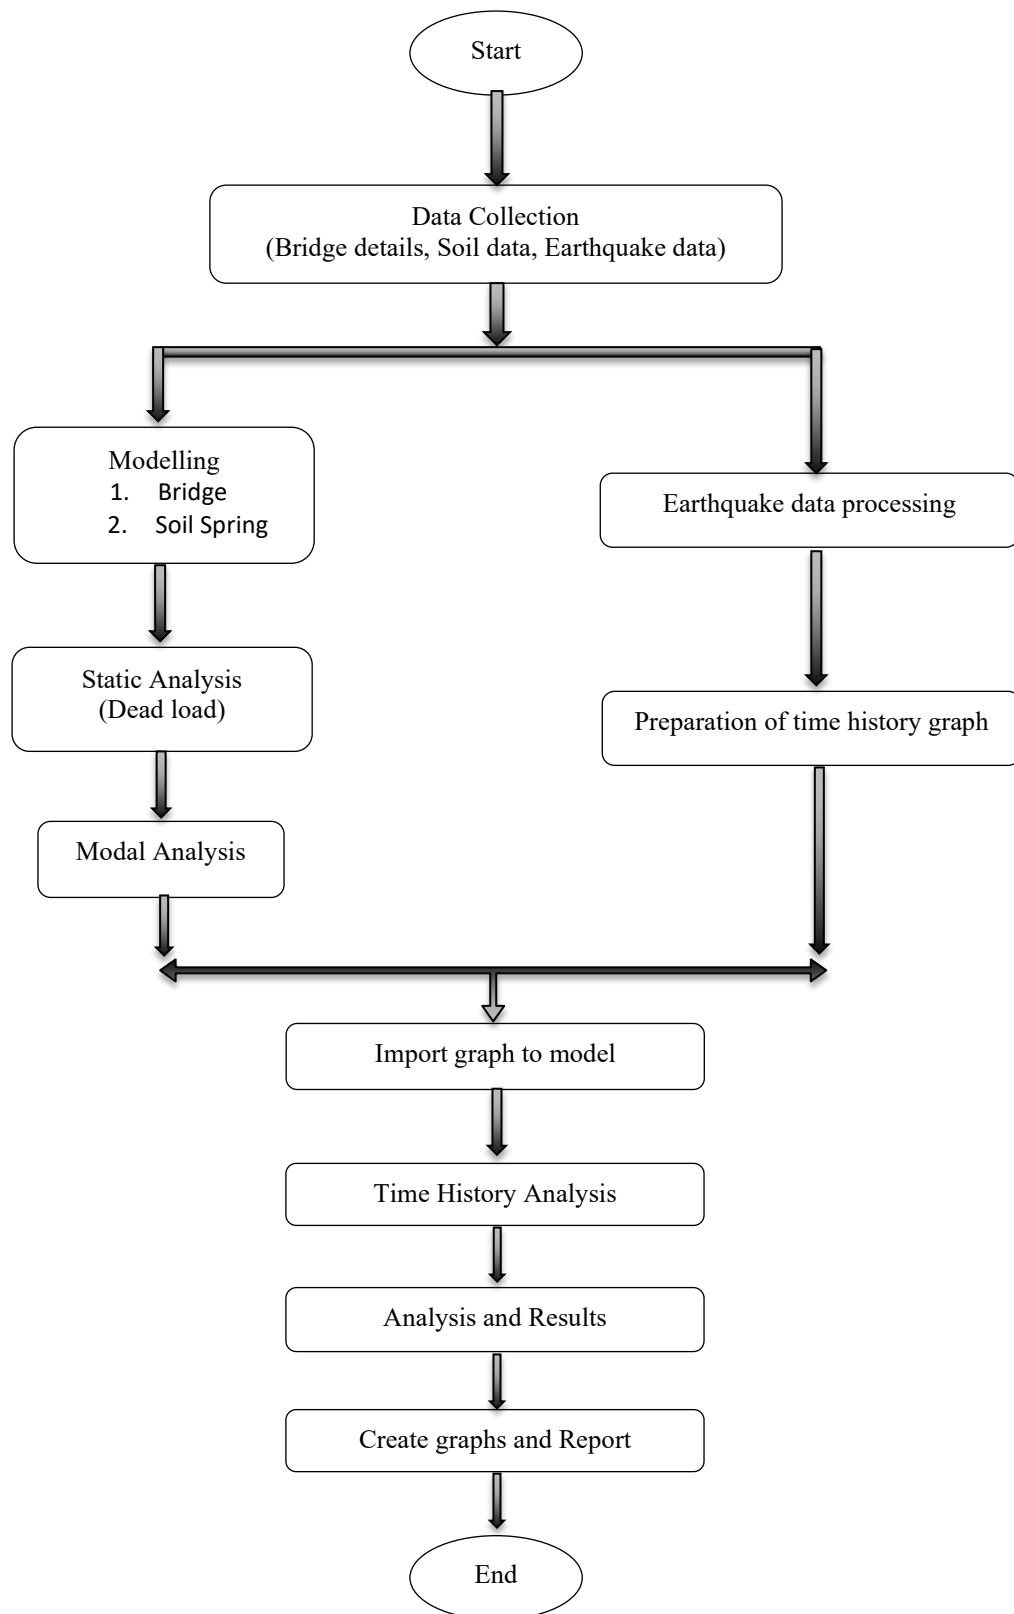 Start
Data Collection
(Bridge details, Soil data, Earthquake data)
Modelling
1. Bridge
2. Soil Spring
Earthquake data processing
Static Analysis
(Dead load)
Preparation of time history graph
Modal Analysis
Import graph to model
Time History Analysis
Analysis and Results
Create graphs and Report
End